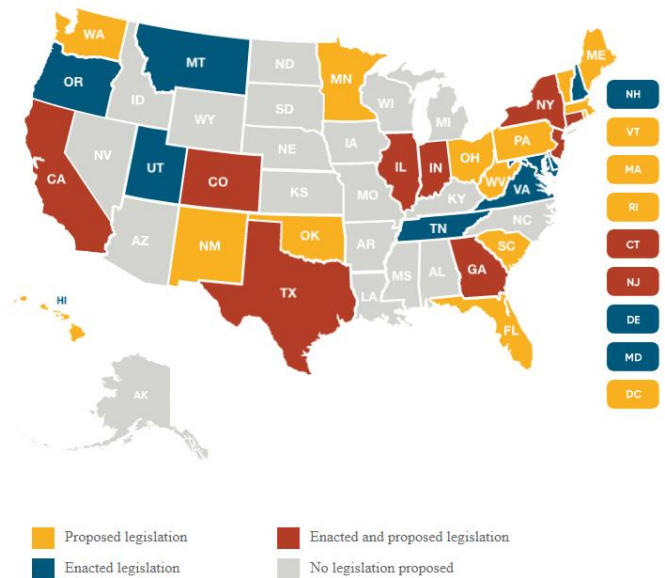 WA
ME
MT
ND
MN
OR
NH
ID
SD
WI
NY
VT
WY
MI
IA
PA
MA
NE
NV
OH
IL
IN
RI
UT
WV
CO
VA
CA
KS
MO
KY
CT
NC
TN
NJ
OK
AZ
NM
AR
SC
DE
MS
AL
GA
TX
LA
MD
HI
FL
DC
AK
Proposed legislation
Enacted and proposed legislation
Enacted legislation
No legislation proposed